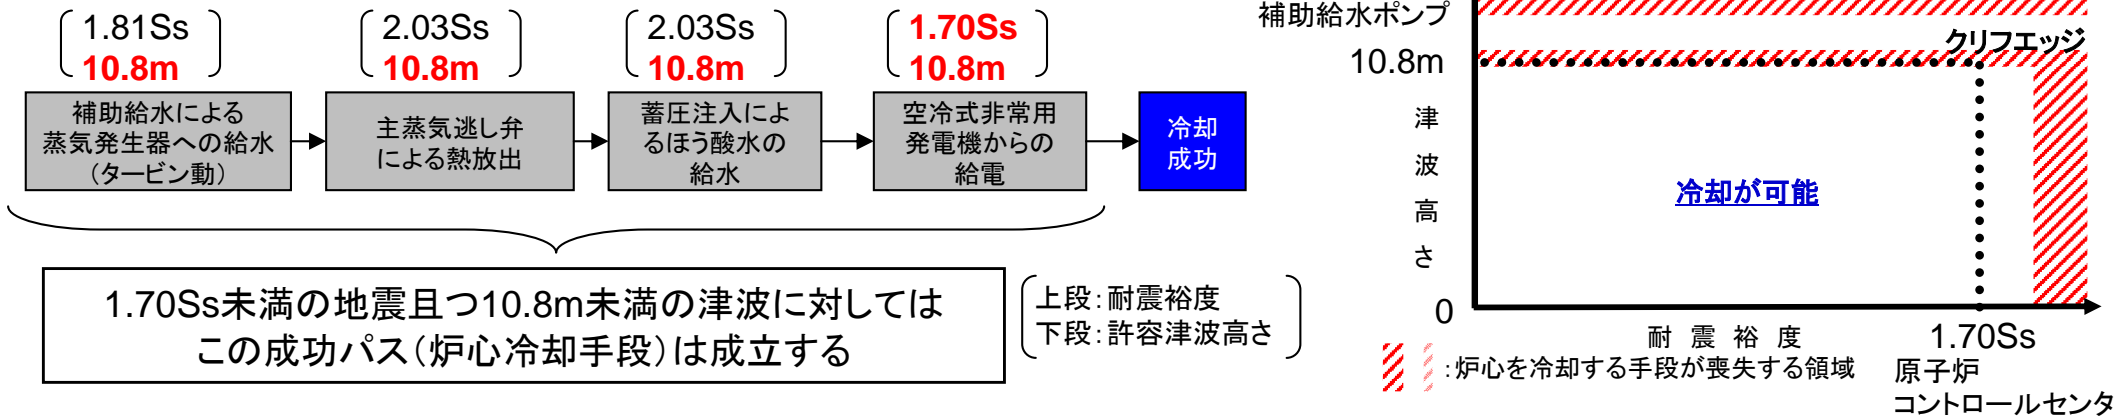 1.81Ss
10.8m
補助給水による
蒸気発生器への給水
（タービン動）
2.03Ss
10.8m
主蒸気逃し弁
による熱放出
2.03Ss
10.8m
蓄圧注入によ
るほう酸水の
給水
1.70Ss
10.8m
空冷式非常用
発電機からの
給電
冷却
成功
1.70Ss未満の地震且つ10.8m未満の津波に対しては
この成功パス（炉心冷却手段）は成立する
上段：耐震裕度
下段：許容津波高さ
補助給水ポンプ
クリフエッジ
10.8m
津波高さ
冷却が可能
0
耐震裕度
1.70Ss
原子炉
コントロールセンタ
：炉心を冷却する手段が喪失する領域